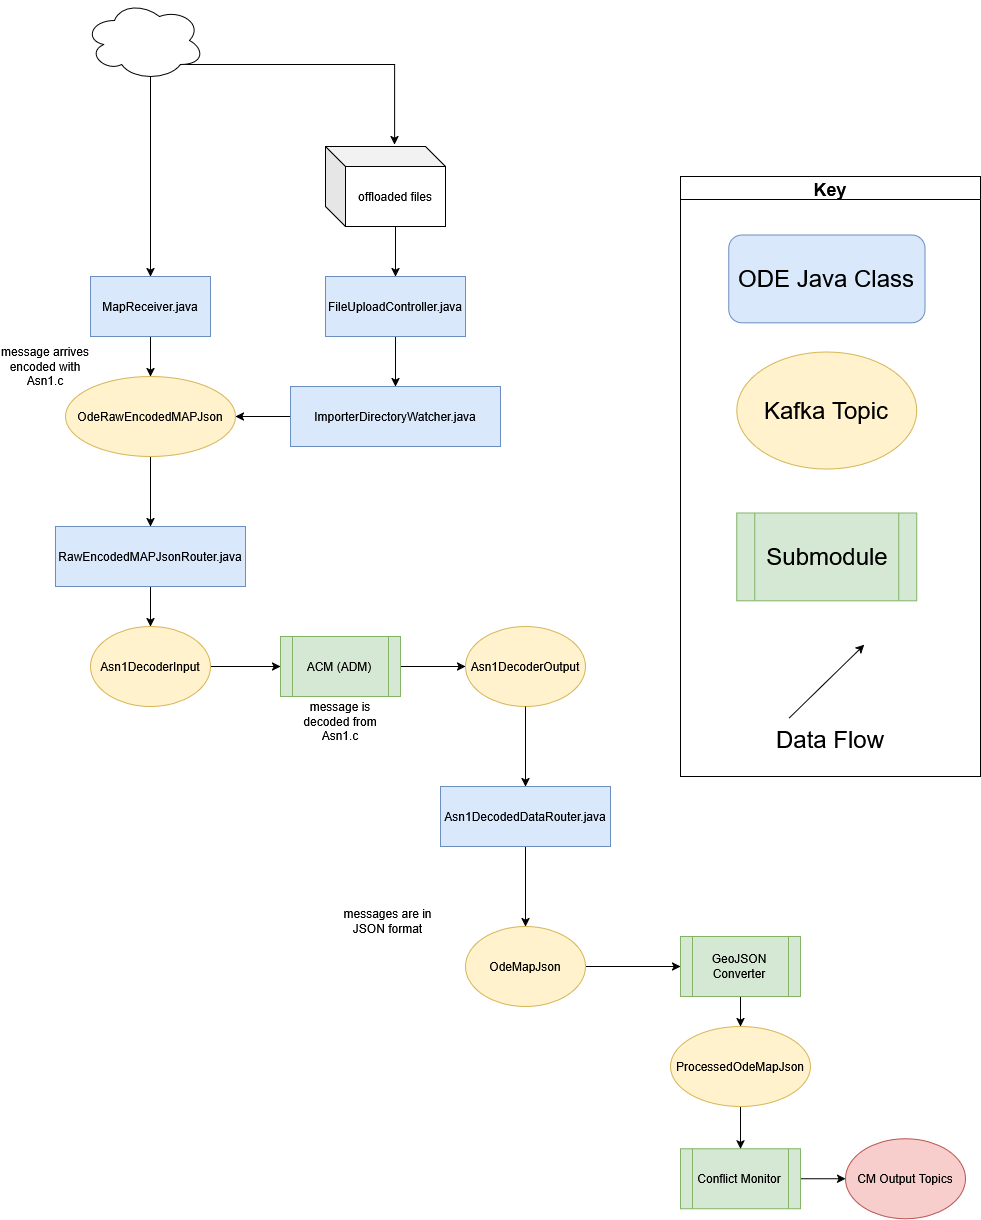 offloaded files
Key
ODE Java Class
MapReceiver.java
FileUploadController.java
message arrives
encoded with
Asn1.c
Kafka Topic
OdeRawEncodedMAPJson
ImporterDirectoryWatcher.java
RawEncodedMAPJsonRouter.java
Submodule
Asn1DecoderInput
ACM (ADM)
Asn1DecoderOutput
message is
decoded from
Asn1.c
Data Flow
Asn1DecodedDataRouter.java
messages are in
JSON format
OdeMapJson
GeoJSON
Converter
ProcessedOdeMapJson
Conflict Monitor
CM Output Topics